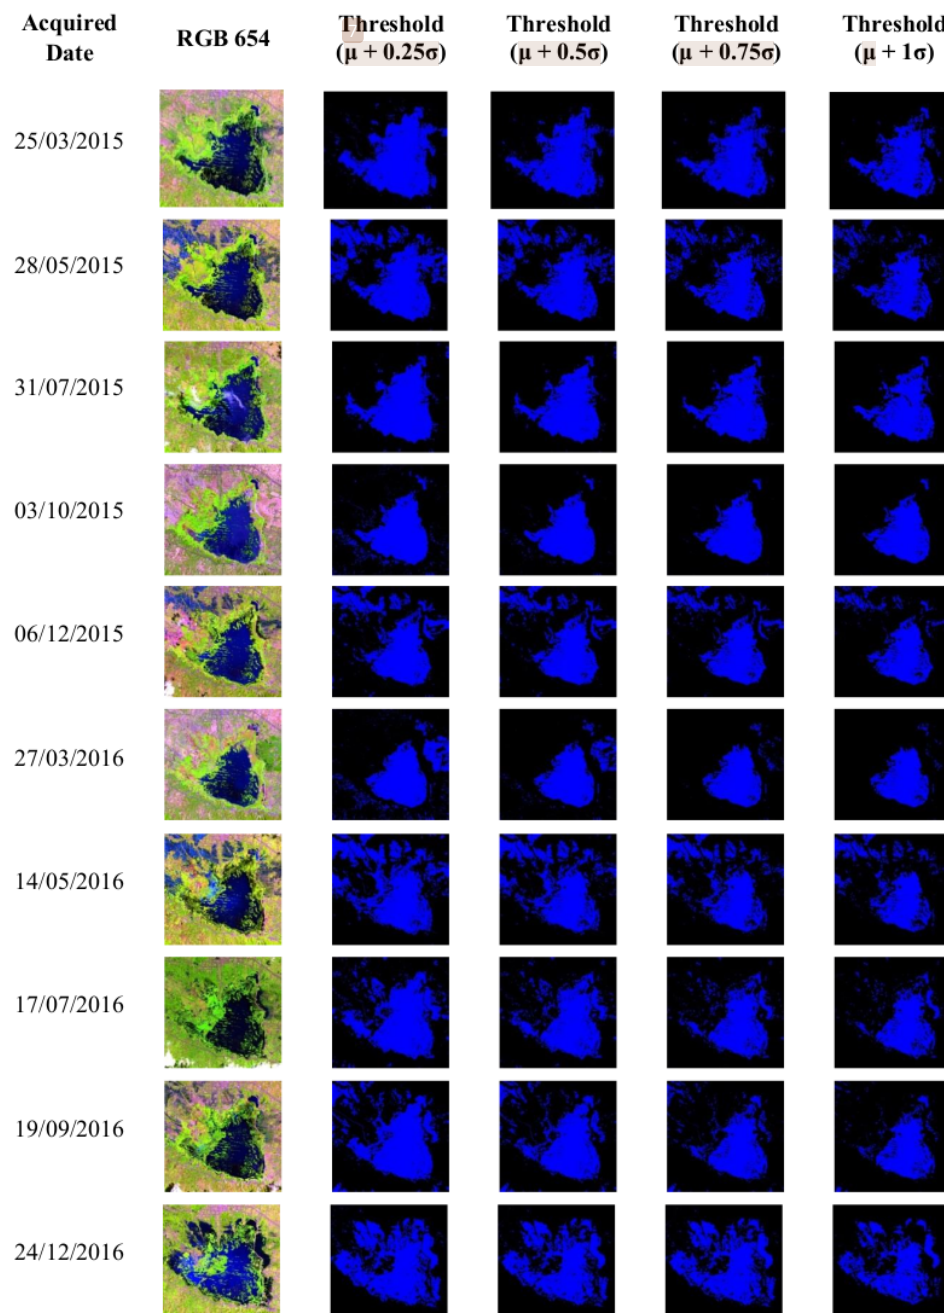 Acquired Date
RGB 654
Threshold (μ + 0.25σ)
Threshold (μ + 0.5σ)
Threshold (μ + 0.75σ)
Threshold (μ + 1σ)
25/03/2015
28/05/2015
31/07/2015
03/10/2015
06/12/2015
27/03/2016
14/05/2016
17/07/2016
19/09/2016
24/12/2016